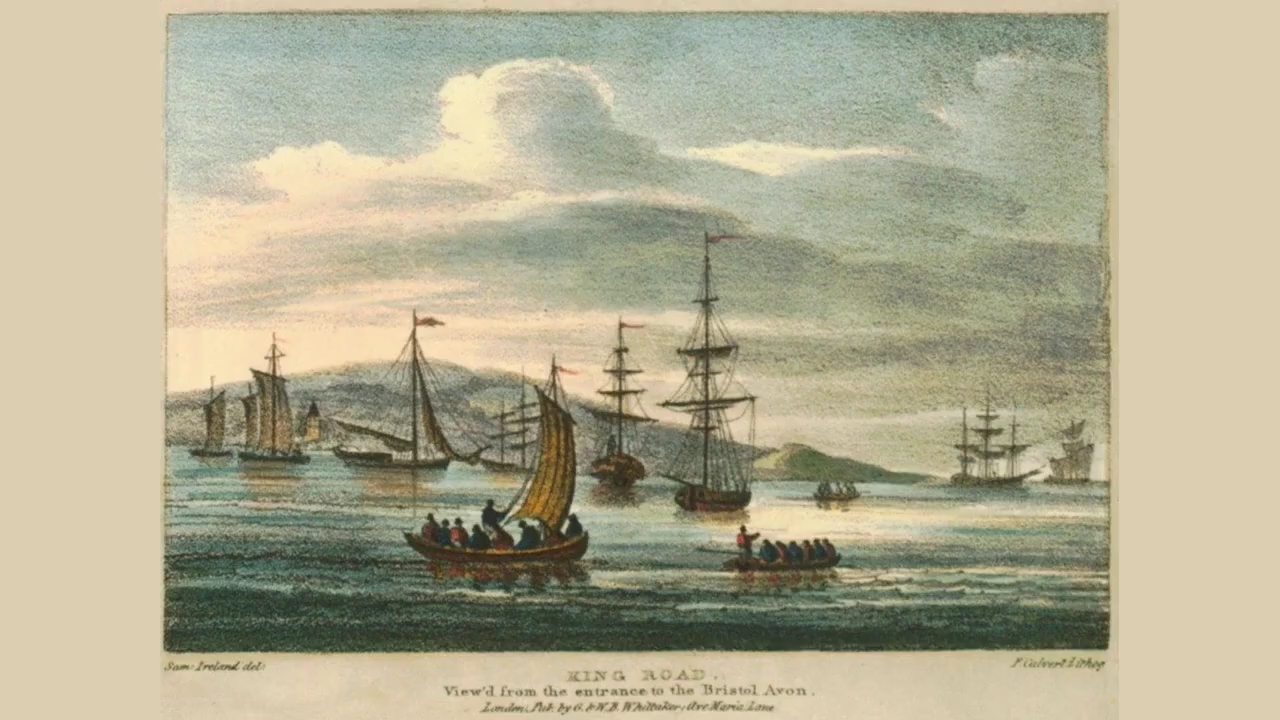 Sam: Ireland del:
F. Calvert Lithog
KING ROAD.
View'd from the entrance to the Bristol Avon.
London; Pub. by G. & W. B. Whittaker, Ave Maria Lane